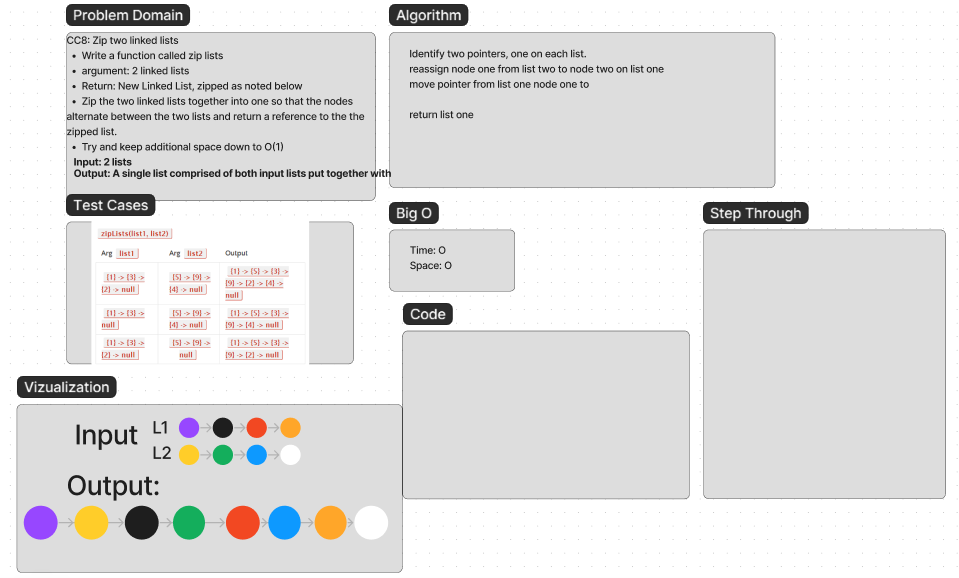 Problem Domain
CC8: Zip two linked lists
• Write a function called zip lists
• argument: 2 linked lists
• Return: New Linked List, zipped as noted below
• Zip the two linked lists together into one so that the nodes
alternate between the two lists and return a reference to the the
zipped list.
• Try and keep additional space down to O(1)
Input: 2 lists
Output: A single list comprised of both input lists put together with
Algorithm
Identify two pointers, one on each list.
reassign node one from list two to node two on list one
move pointer from list one node one to
return list one
Test Cases
zipLists(list1, list2)
Arg list1 Arg list2 Output
[1] -> [3] -> [5] -> [9] -> [1] -> [5] -> [3] ->
[2] -> null [4] -> null [9] -> [2] -> [4] ->
null
[1] -> [3] -> [5] -> [9] -> [1] -> [5] -> [3] ->
null [4] -> null [9] -> [4] -> null
[1] -> [3] -> [5] -> [9] -> [1] -> [5] -> [3] ->
[2] -> null null [9] -> [2] -> null
Big O
Time: O
Space: O
Step Through
Code
Vizualization
Input L1
L2
Output: